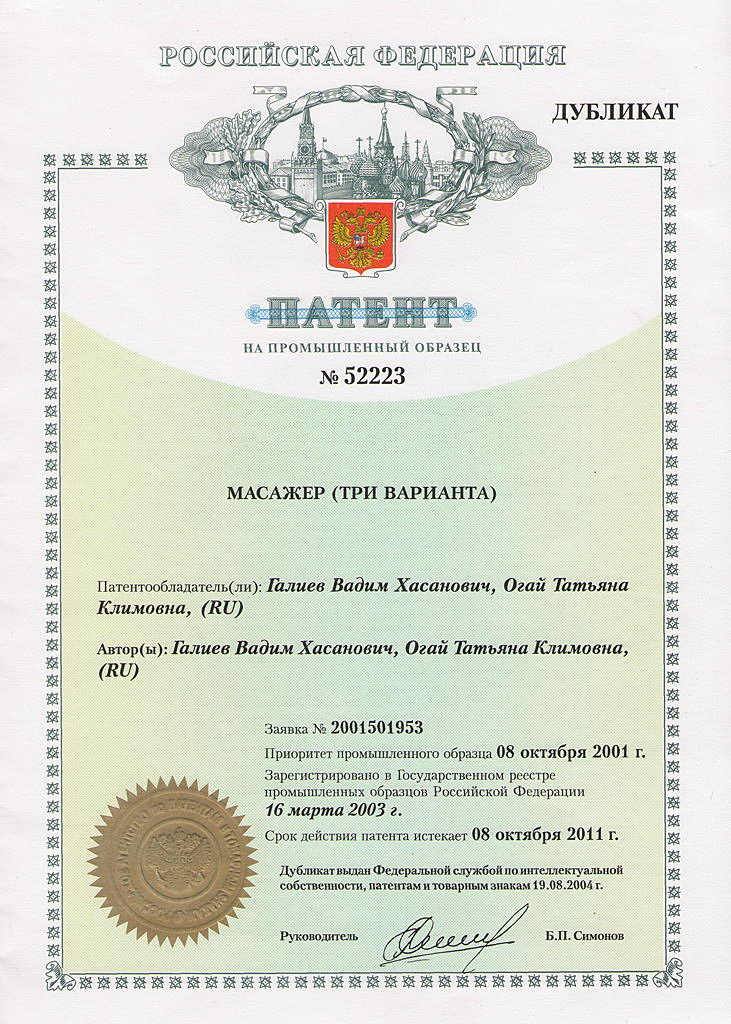 РОССИЙСКАЯ ФЕДЕРАЦИЯ
ДУБЛИКАТ
ПАТЕНТ
НА ПРОМЫШЛЕННЫЙ ОБРАЗЕЦ
№ 52223
МАСАЖЕР (ТРИ ВАРИАНТА)
Патентообладатель(ли): Галиев Вадим Хасанович, Огай Татьяна
Климовна, (RU)
Автор(ы): Галиев Вадим Хасанович, Огай Татьяна Климовна,
(RU)
Заявка № 2001501953
Приоритет промышленного образца 08 октября 2001 г.
Зарегистрировано в Государственном реестре
промышленных образцов Российской Федерации
16 марта 2003 г.
Срок действия патента истекает 08 октября 2011 г.
Дубликат выдан Федеральной службой по интеллектуальной
собственности, патентам и товарным знакам 19.08.2004 г.
Руководитель
Б.П. Симонов